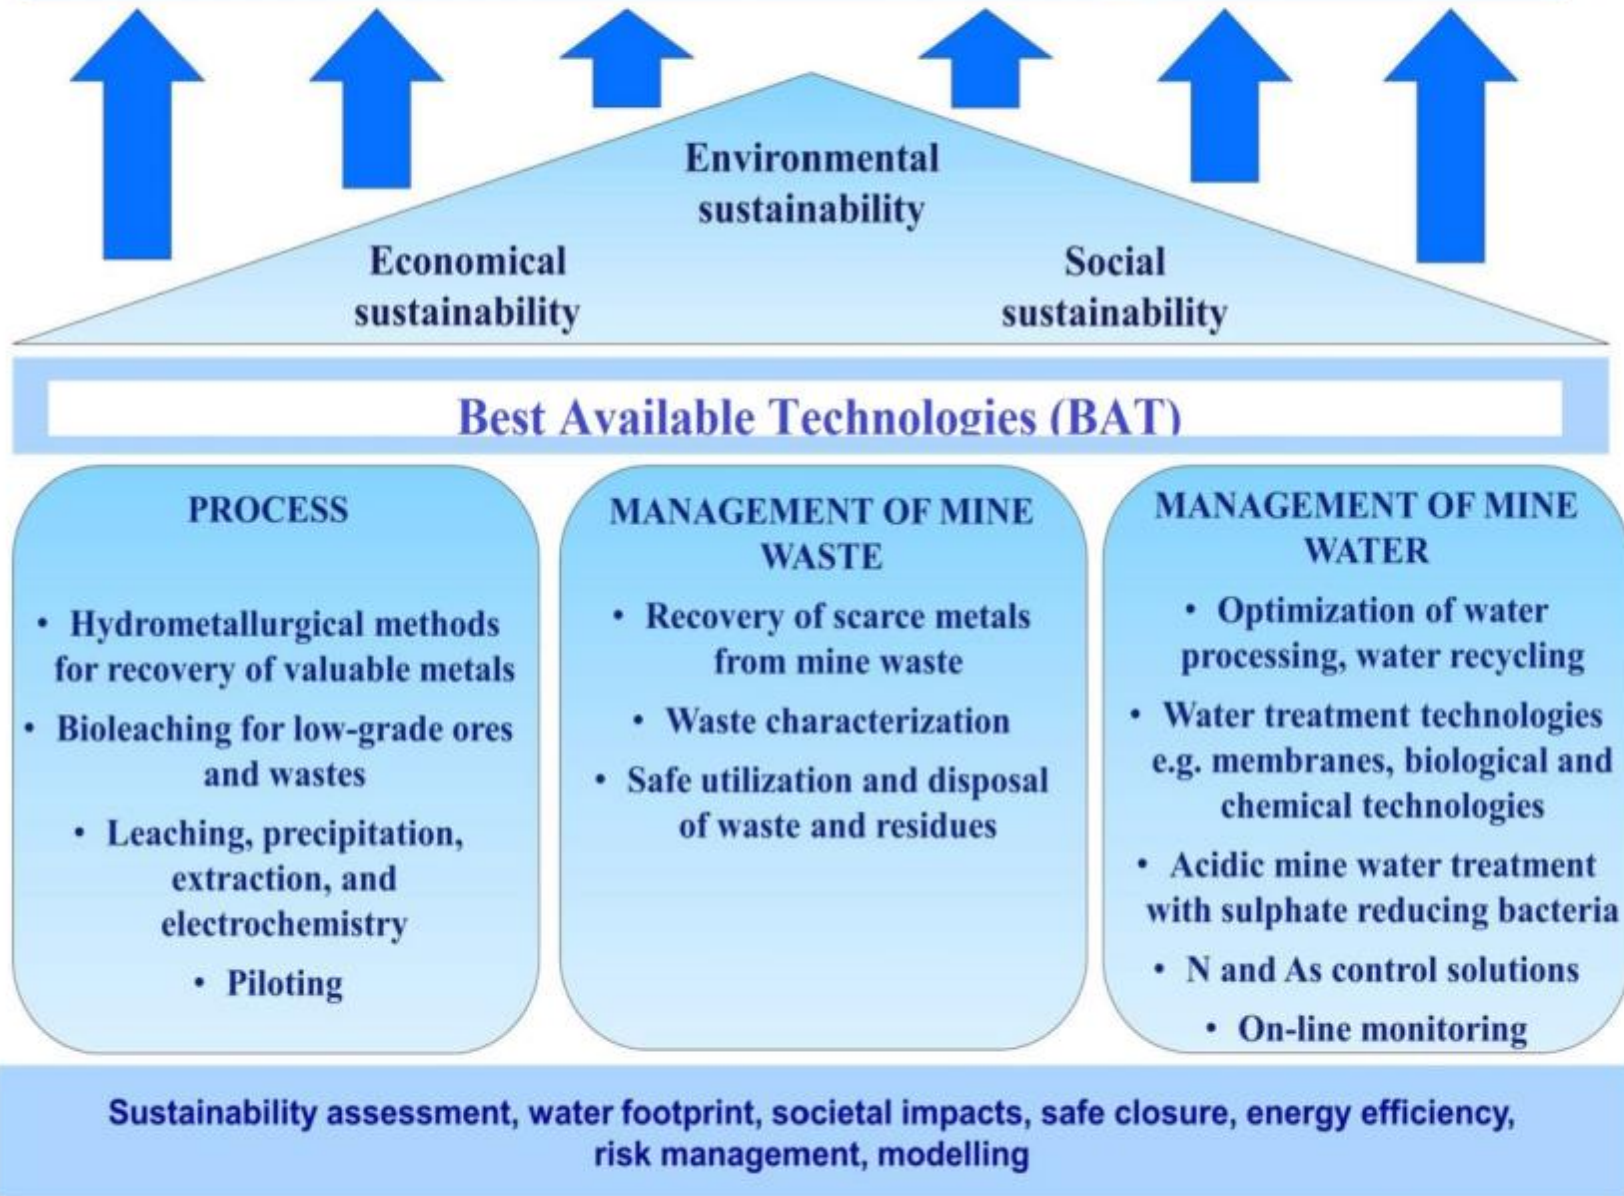 Environmental
sustainability
Economical
sustainability
Social
sustainability
Best Available Technologies (BAT)
PROCESS
• Hydrometallurgical methods
for recovery of valuable metals
• Bioleaching for low-grade ores
and wastes
• Leaching, precipitation,
extraction, and
electrochemistry
• Piloting
MANAGEMENT OF MINE
WASTE
• Recovery of scarce metals
from mine waste
• Waste characterization
• Safe utilization and disposal
of waste and residues
MANAGEMENT OF MINE
WATER
• Optimization of water
processing, water recycling
• Water treatment technologies
e.g. membranes, biological and
chemical technologies
• Acidic mine water treatment
with sulphate reducing bacteria
• N and As control solutions
• On-line monitoring
Sustainability assessment, water footprint, societal impacts, safe closure, energy efficiency,
risk management, modelling